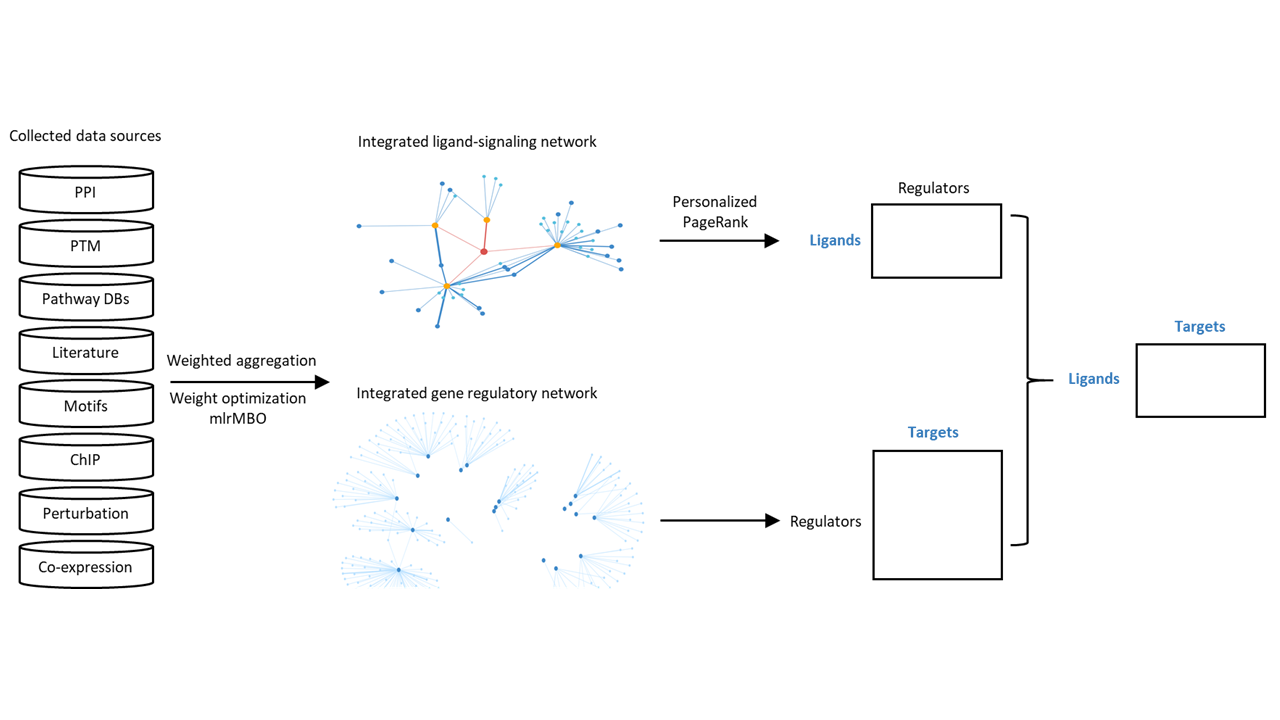 Collected data sources
PPI
PTM
Pathway DBs
Literature
Motifs
ChIP
Perturbation
Co-expression
Weighted aggregation
Weight optimization
mlrMBO
Integrated ligand-signaling network
Integrated gene regulatory network
Personalized
PageRank
Regulators
Ligands
Targets
Regulators
Targets
Ligands